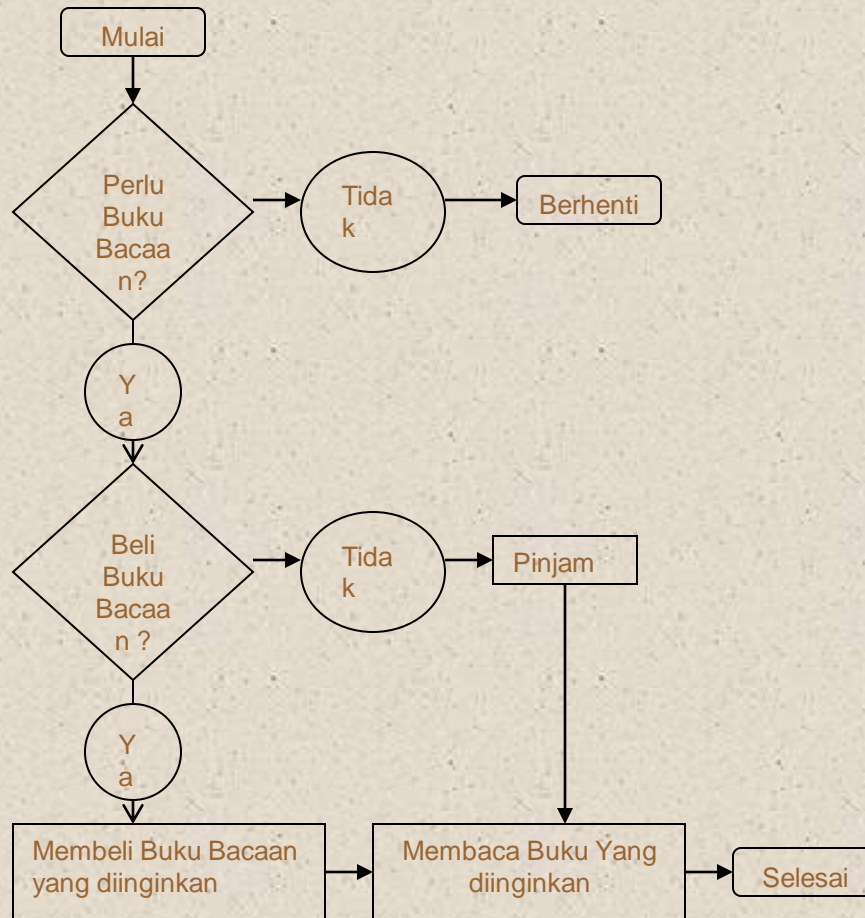 Mulai
Perlu
Buku
Bacaa
n?
Tida
k
Berhenti
Y
a
Beli
Buku
Bacaa
n ?
Tida
k
Pinjam
Y
a
Membeli Buku Bacaan
yang diinginkan
Membaca Buku Yang
diinginkan
Selesai